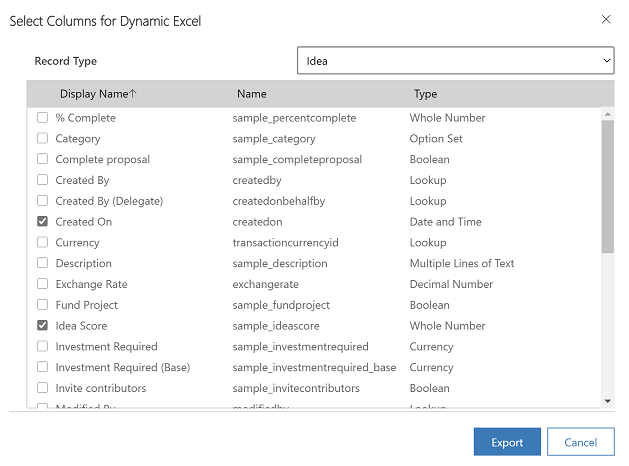 Select Columns for Dynamic Excel
Record Type Idea
Display Name↑ Name Type
% Complete sample_percentcomplete Whole Number
Category sample_category Option Set
Complete proposal sample_completeproposal Boolean
Created By createdby Lookup
Created By (Delegate) createdonbehalfby Lookup
Created On createdon Date and Time
Currency transactioncurrencyid Lookup
Description sample_description Multiple Lines of Text
Exchange Rate exchangerate Decimal Number
Fund Project sample_fundproject Boolean
Idea Score sample_ideascore Whole Number
Investment Required sample_investmentrequired Currency
Investment Required (Base) sample_investmentrequired_base Currency
Invite contributors sample_invitecontributors Boolean
Modified By modifiedby Lookup
Export Cancel